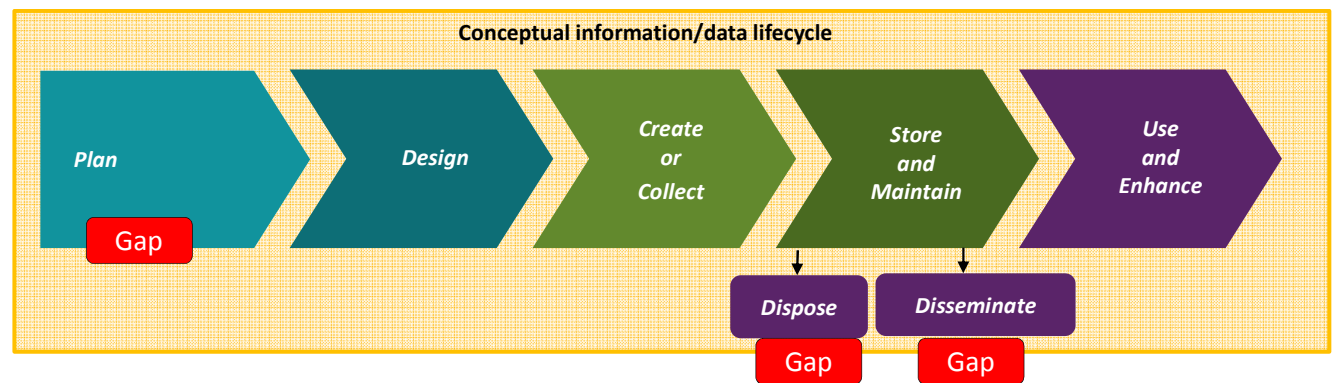 Conceptual information/data lifecycle
Plan
Gap
Design
Create
or
Collect
Store
and
Maintain
Use
and
Enhance
Dispose
Gap
Disseminate
Gap